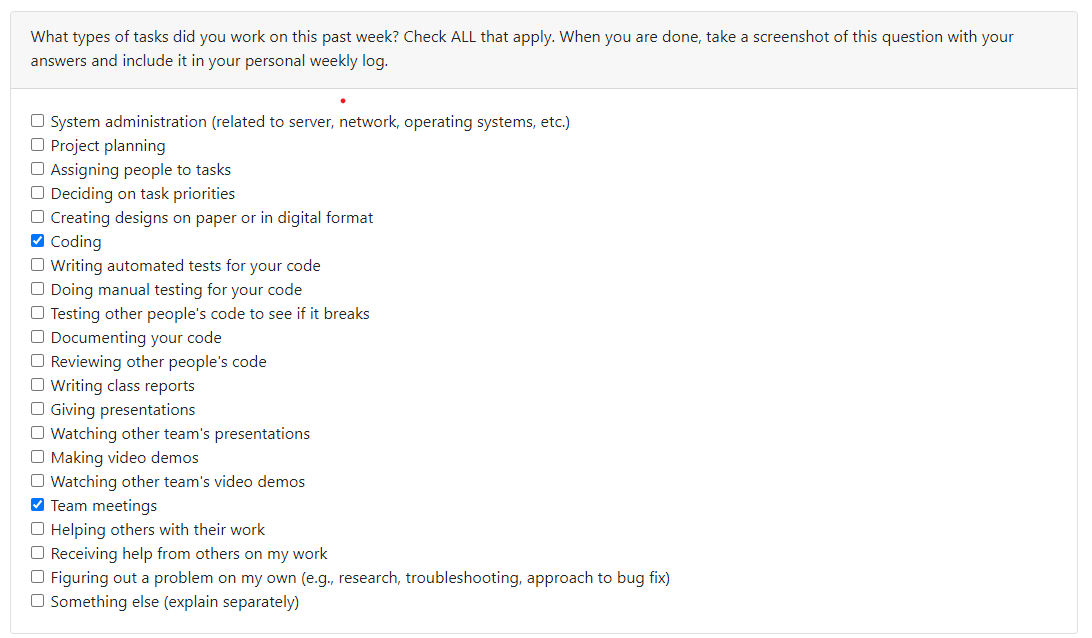 What types of tasks did you work on this past week? Check ALL that apply. When you are done, take a screenshot of this question with your
answers and include it in your personal weekly log.
System administration (related to server, network, operating systems, etc.)
Project planning
Assigning people to tasks
Deciding on task priorities
Creating designs on paper or in digital format
Coding
Writing automated tests for your code
Doing manual testing for your code
Testing other people's code to see if it breaks
Documenting your code
Reviewing other people's code
Writing class reports
Giving presentations
Watching other team's presentations
Making video demos
Watching other team's video demos
Team meetings
Helping others with their work
Receiving help from others on my work
Figuring out a problem on my own (e.g., research, troubleshooting, approach to bug fix)
Something else (explain separately)